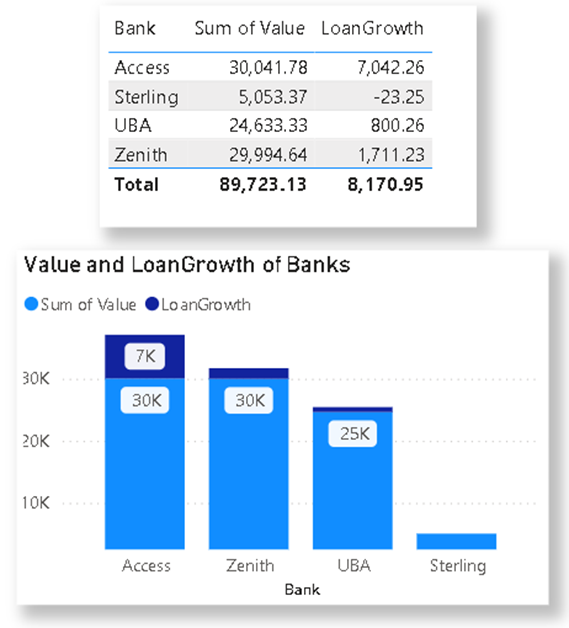 Bank Sum of Value LoanGrowth
Access 30,041.78 7,042.26
Sterling 5,053.37 -23.25
UBA 24,633.33 800.26
Zenith 29,994.64 1,711.23
Total 89,723.13 8,170.95
Value and LoanGrowth of Banks
Sum of Value LoanGrowth
7K
30K
30K 30K
25K
20K
10K
Access Zenith UBA Sterling
Bank